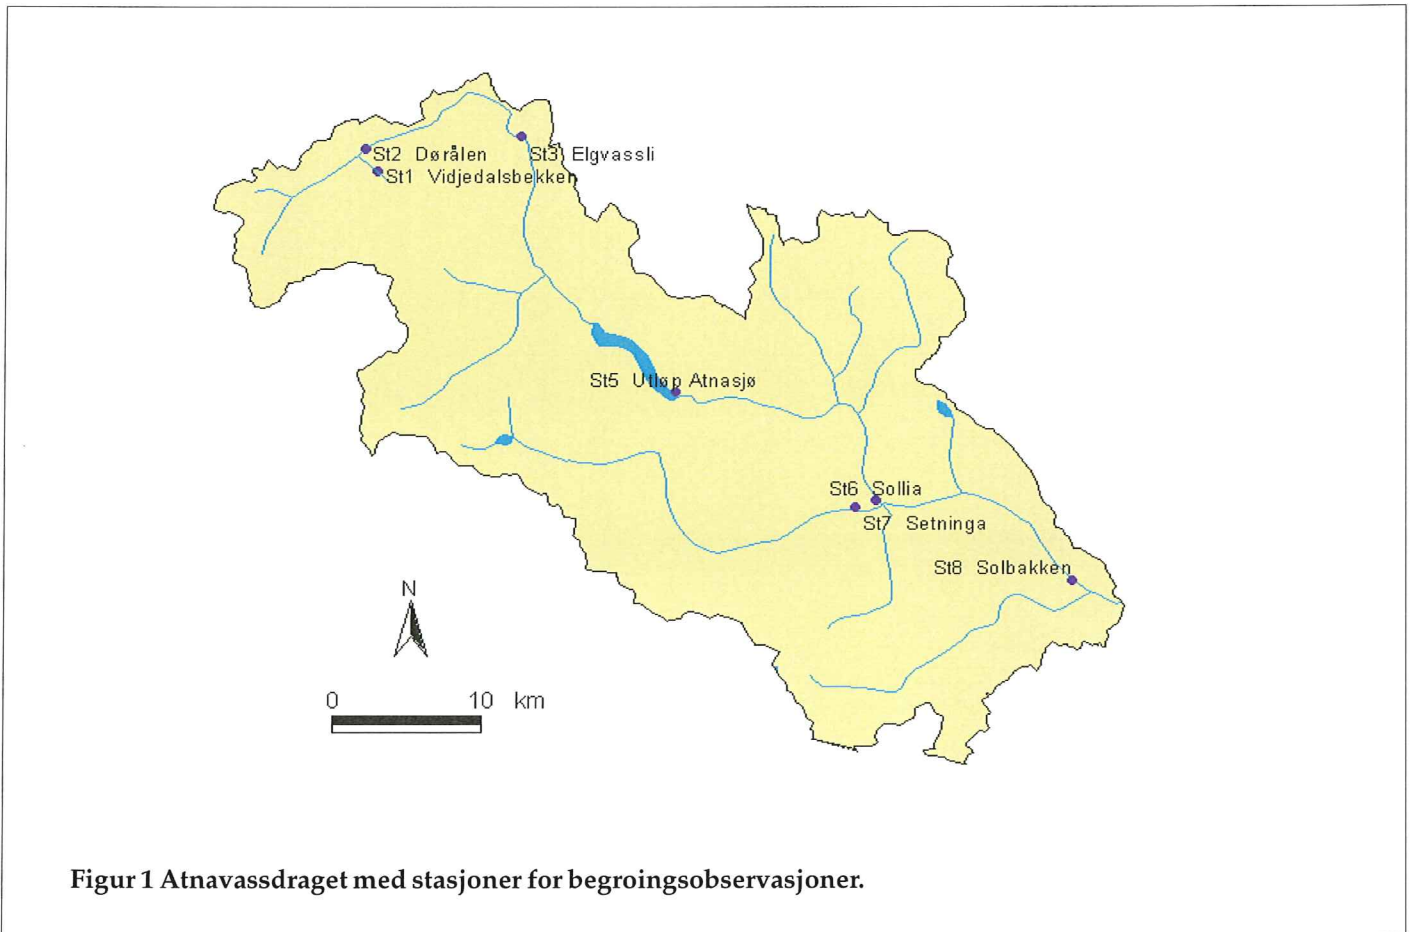 St2 Dørålen
St3 Elgvassli
St1 Vidjedalsbekken
St5 Utløp Atnasjø
St6 Sollia
St7 Setninga
St8 Solbakken
N
0 10 km
Figur 1 Atnavassdraget med stasjoner for begroingsobservasjoner.